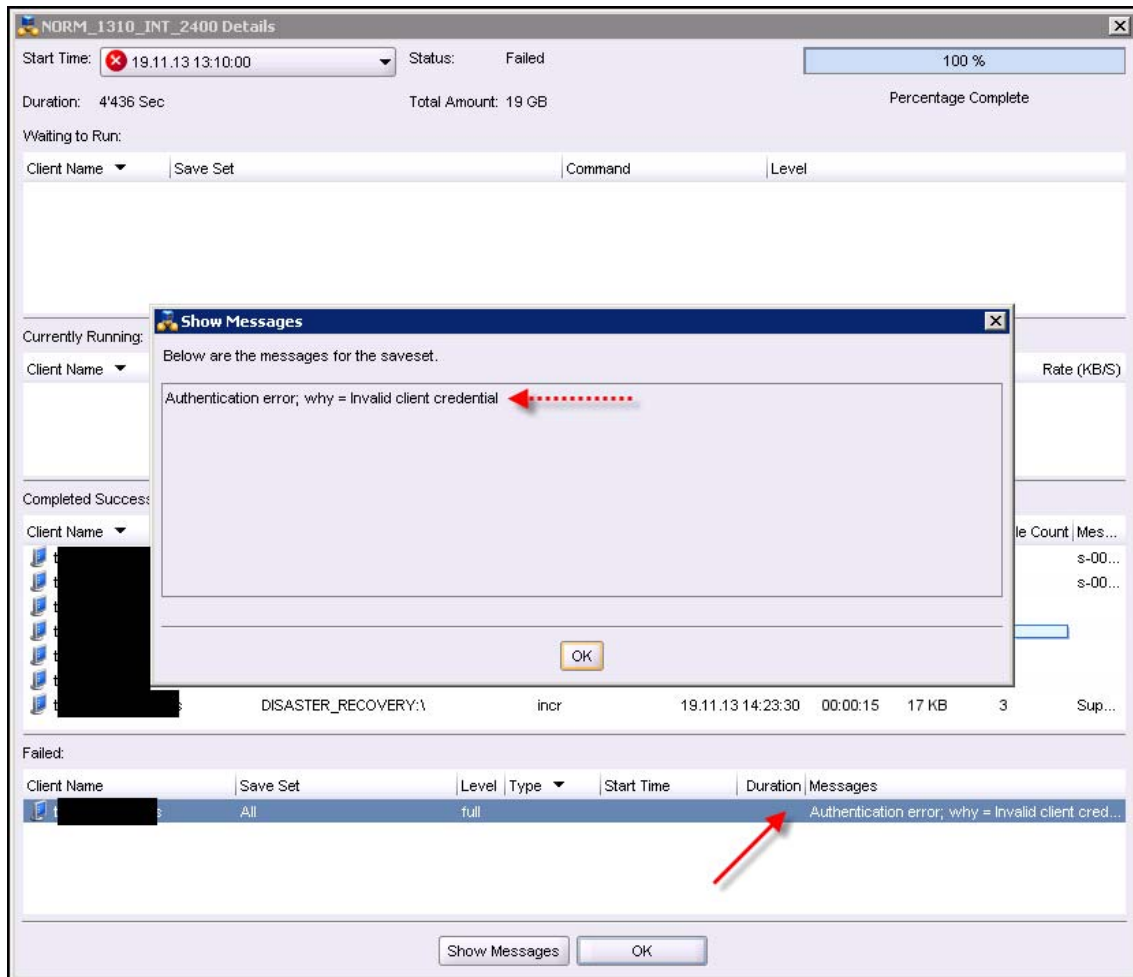 NORM_1310_INT_2400 Details
Start Time: 19.11.13 13:10:00 Status: Failed 100 %
Duration: 4'436 Sec Total Amount: 19 GB Percentage Complete
Waiting to Run:
Client Name Save Set Command Level
Show Messages
Currently Running:
Below are the messages for the saveset.
Client Name Rate (KB/S)
Authentication error; why = Invalid client credential
Completed Success
Client Name le Count Mes...
t s-00...
t s-00...
t
t
t
t
t s DISASTER_RECOVERY:\ incr 19.11.13 14:23:30 00:00:15 17 KB 3 Sup...
OK
Failed:
Client Name Save Set Level Type Start Time Duration Messages
t s All full Authentication error; why = Invalid client cred...
Show Messages OK